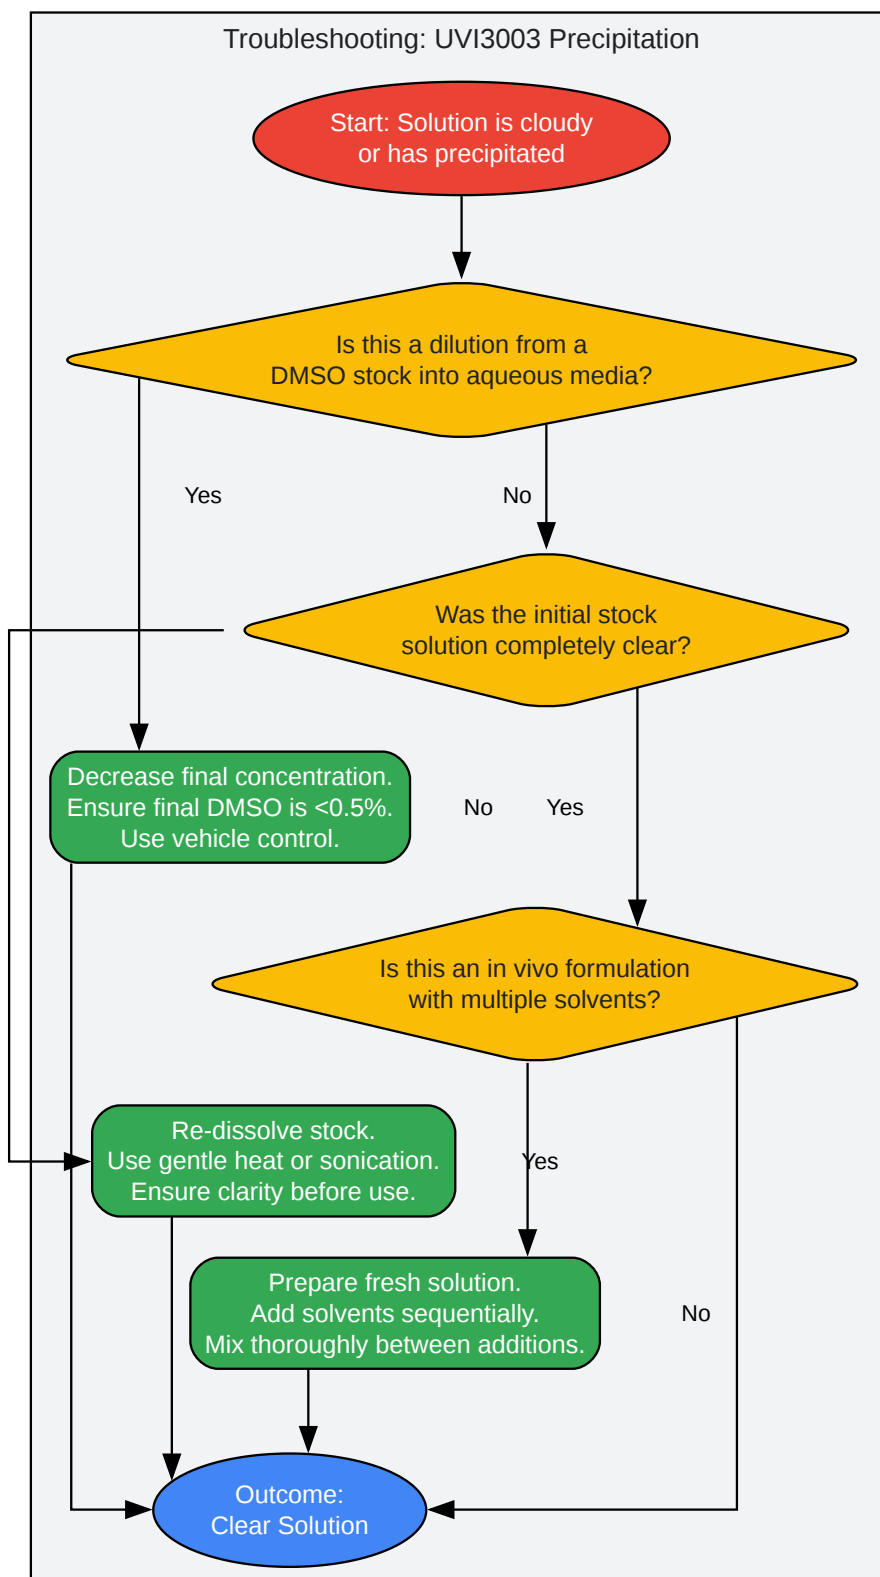 Troubleshooting: UVI3003 Precipitation
Start: Solution is cloudy
or has precipitated
Is this a dilution from a
DMSO stock into aqueous media?
Yes
No
Was the initial stock
solution completely clear?
Decrease final concentration.
Ensure final DMSO is <0.5%.
Use vehicle control.
No
Yes
Is this an in vivo formulation
with multiple solvents?
Re-dissolve stock.
Use gentle heat or sonication.
Ensure clarity before use.
Yes
Prepare fresh solution.
Add solvents sequentially.
Mix thoroughly between additions.
No
Outcome:
Clear Solution